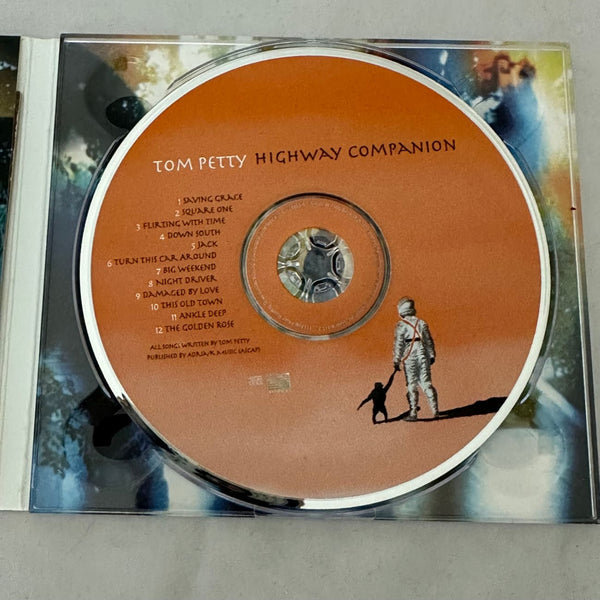 TOM PETTY HIGHWAY COMPANION
1 SAVING GRACE
2 SQUARE ONE
3 FLIRTING WITH TIME
4 DOWN SOUTH
5 JACK
6 TURN THIS CAR AROUND
7 BIG WEEKEND
8 NIGHT DRIVER
9 DAMAGED BY LOVE
10 THIS OLD TOWN
11 ANKLE DEEP
12 THE GOLDEN ROSE
ALL SONGS WRITTEN BY TOM PETTY
PUBLISHED BY ADRIA/K MUSIC (ASCAP)